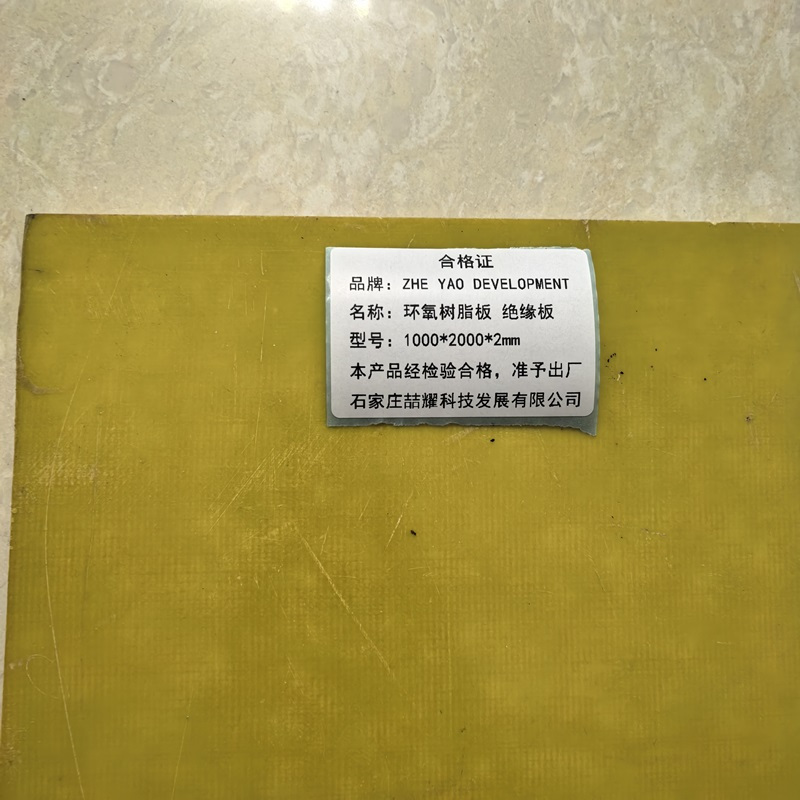 合格证
品牌：ZHE YAO DEVELOPMENT
名称：环氧树脂板 绝缘板
型号：1000*2000*2mm
本产品经检验合格，准予出厂
石家庄喆耀科技发展有限公司